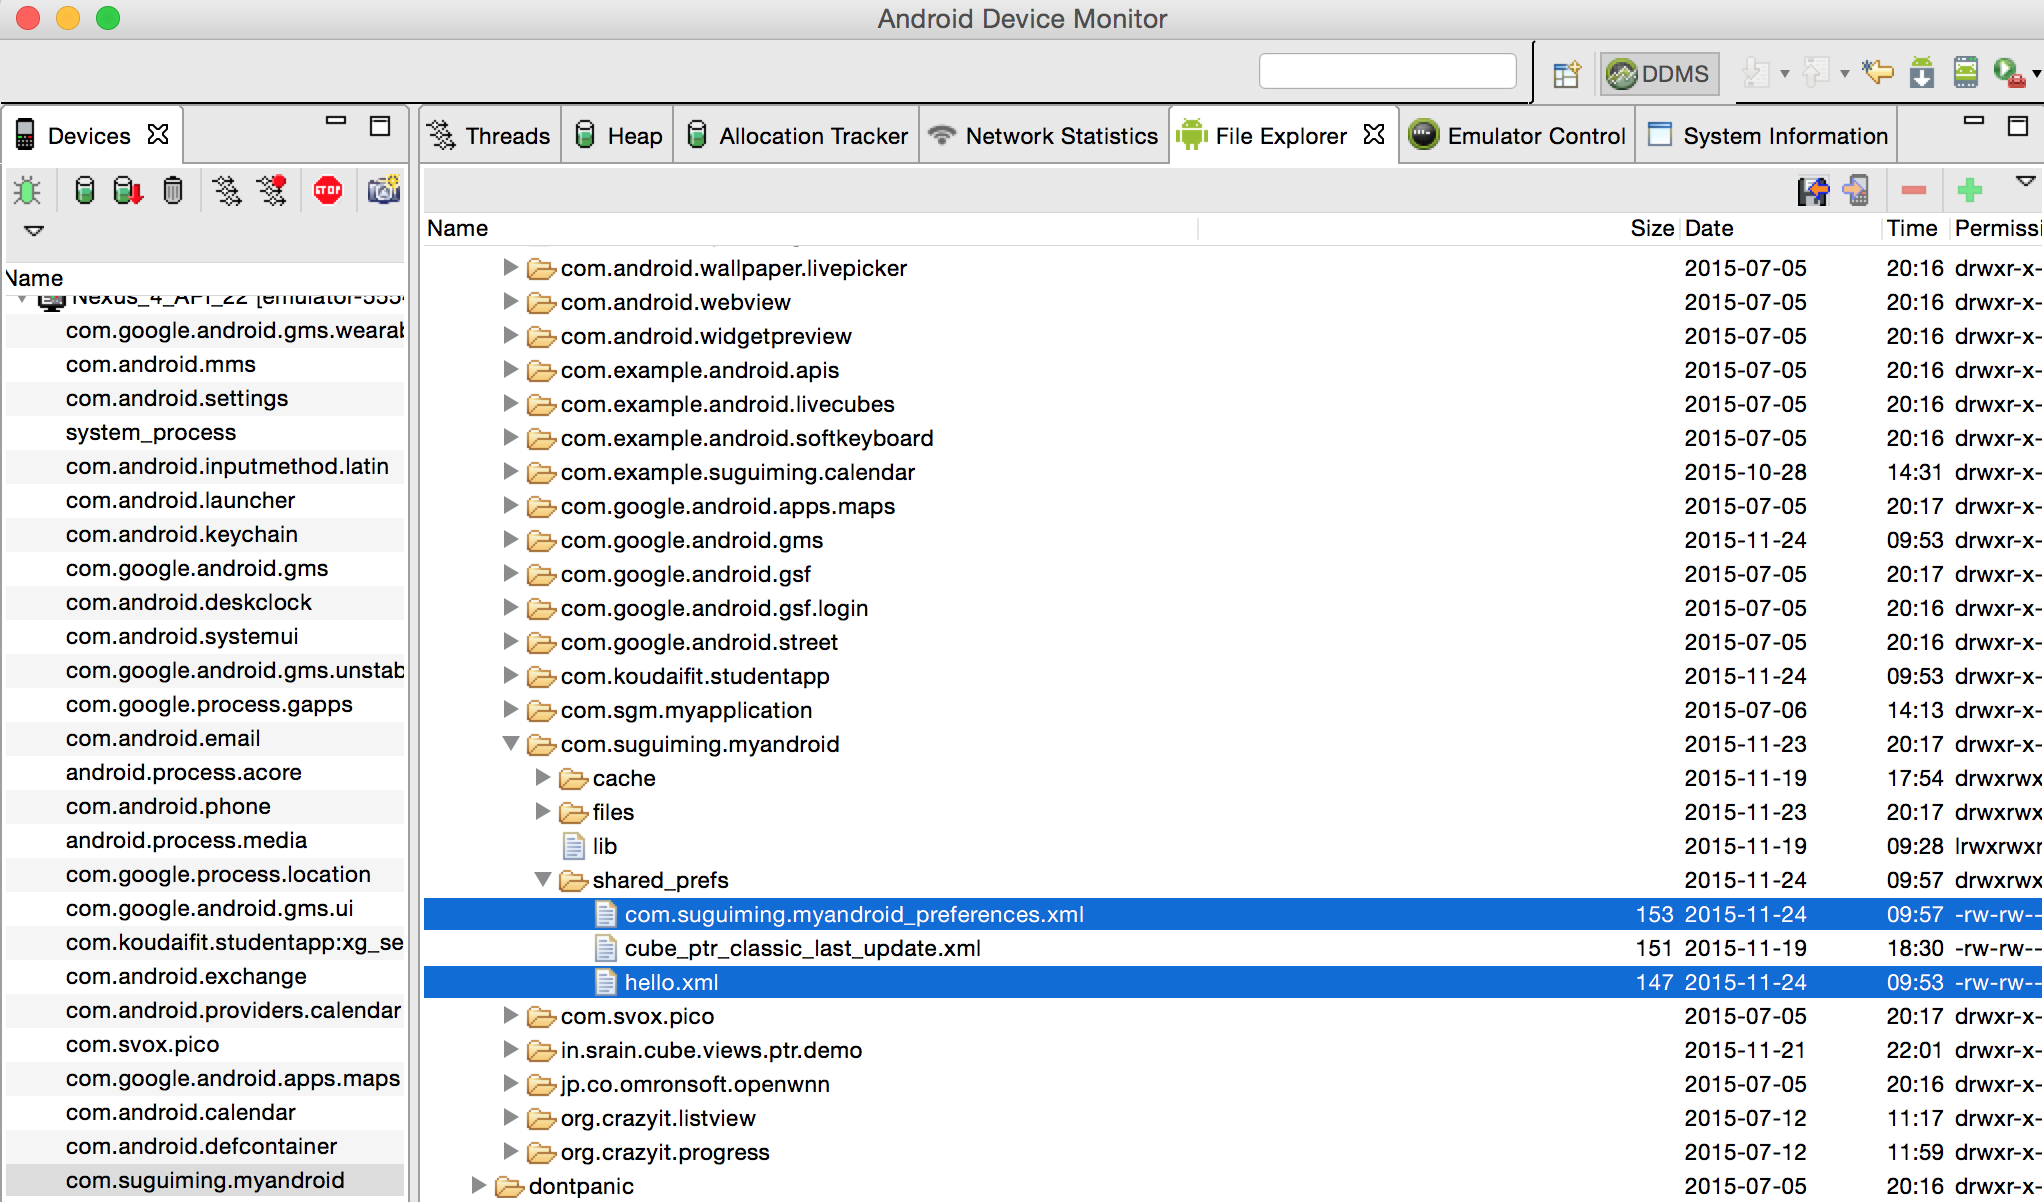 Android Device Monitor
DDMS
Devices
Threads
Heap
Allocation Tracker
Network Statistics
File Explorer
Emulator Control
System Information
STOP
Name
Nexus_4_API_22 [emulator-5554
com.google.android.gms.wearab
com.android.mms
com.android.settings
system_process
com.android.inputmethod.latin
com.android.launcher
com.android.keychain
com.google.android.gms
com.android.deskclock
com.android.systemui
com.google.android.gms.unstab
com.google.process.gapps
com.android.email
android.process.acore
com.android.phone
android.process.media
com.google.process.location
com.google.android.gms.ui
com.koudaifit.studentapp:xg_se
com.android.exchange
com.android.providers.calendar
com.svox.pico
com.google.android.apps.maps
com.android.calendar
com.android.defcontainer
com.suguiming.myandroid
Name Size Date Time Permissi
com.android.wallpaper.livepicker 2015-07-05 20:16 drwxr-x-
com.android.webview 2015-07-05 20:16 drwxr-x-
com.android.widgetpreview 2015-07-05 20:16 drwxr-x-
com.example.android.apis 2015-07-05 20:16 drwxr-x-
com.example.android.livecubes 2015-07-05 20:16 drwxr-x-
com.example.android.softkeyboard 2015-07-05 20:16 drwxr-x-
com.example.suguiming.calendar 2015-10-28 14:31 drwxr-x-
com.google.android.apps.maps 2015-07-05 20:17 drwxr-x-
com.google.android.gms 2015-11-24 09:53 drwxr-x-
com.google.android.gsf 2015-07-05 20:17 drwxr-x-
com.google.android.gsf.login 2015-07-05 20:16 drwxr-x-
com.google.android.street 2015-07-05 20:16 drwxr-x-
com.koudaifit.studentapp 2015-11-24 09:53 drwxr-x-
com.sgm.myapplication 2015-07-06 14:13 drwxr-x-
com.suguiming.myandroid 2015-11-23 20:17 drwxr-x-
cache 2015-11-19 17:54 drwxrwx
files 2015-11-23 20:17 drwxrwx
lib 2015-11-19 09:28 lrwxrwxr
shared_prefs 2015-11-24 09:57 drwxrwx
com.suguiming.myandroid_preferences.xml 153 2015-11-24 09:57 -rw-rw--
cube_ptr_classic_last_update.xml 151 2015-11-19 18:30 -rw-rw--
hello.xml 147 2015-11-24 09:53 -rw-rw--
com.svox.pico 2015-07-05 20:17 drwxr-x-
in.srain.cube.views.ptr.demo 2015-11-21 22:01 drwxr-x-
jp.co.omronsoft.openwnn 2015-07-05 20:16 drwxr-x-
org.crazyit.listview 2015-07-12 11:17 drwxr-x-
org.crazyit.progress 2015-07-12 11:59 drwxr-x-
dontpanic 2015-07-05 20:16 drwxr-x-